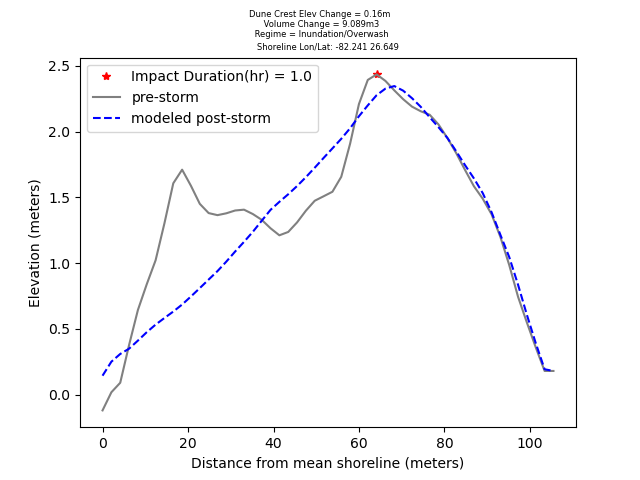 Dune Crest Elev Change = 0.16m
Volume Change = 9.089m3
Regime = Inundation/Overwash
Shoreline Lon/Lat: -82.241 26.649
Impact Duration(hr) = 1.0
pre-storm
modeled post-storm
2.5
2.0
1.5
1.0
0.5
0.0
Elevation (meters)
0 20 40 60 80 100
Distance from mean shoreline (meters)